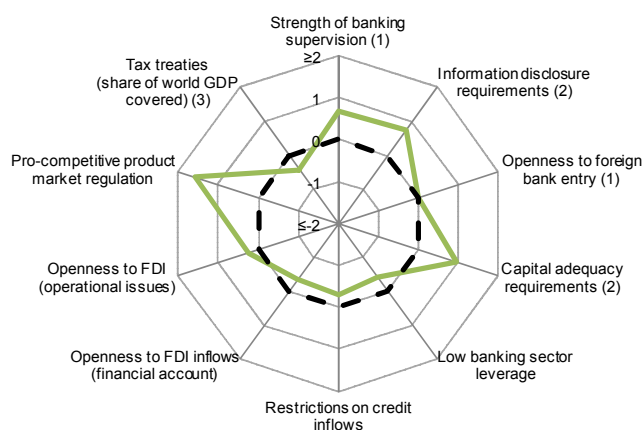 Strength of banking
supervision (1)
≥2
Tax treaties
(share of world GDP
covered) (3)
Information disclosure
requirements (2)
1
0
Pro-competitive product
market regulation
Openness to foreign
bank entry (1)
-1
≤-2
Openness to FDI
(operational issues)
Capital adequacy
requirements (2)
Openness to FDI inflows
(financial account)
Low banking sector
leverage
Restrictions on credit
inflows